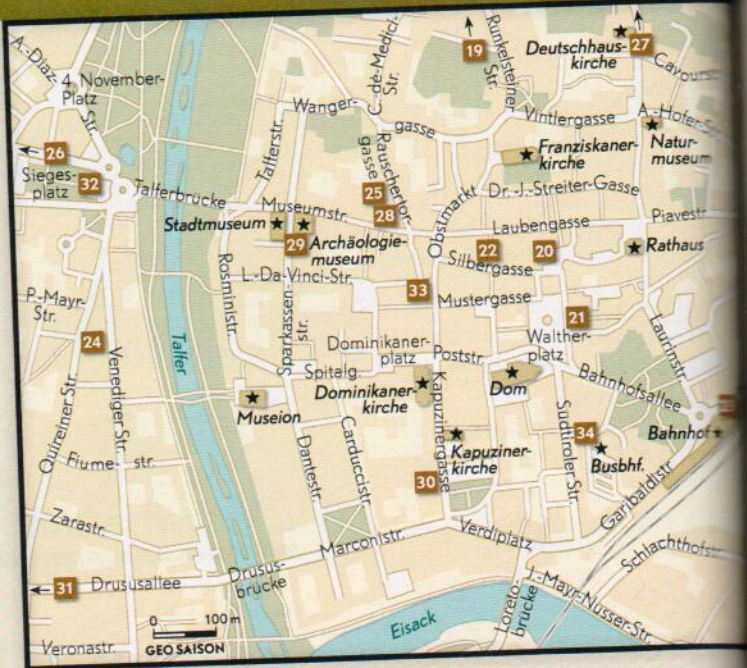 A.-Diaz-
Str.
4. November-
Platz
C.-de-Medici-
Str.
19
Runkelsteiner
Str.
Deutschhaus-
kirche
27
Wanger-
gasse
Vintlergasse
A.-Hofer-Str.
26
Sieges-
platz
32
Talferstr.
Rauschertor-
gasse
Franziskaner-
kirche
Natur-
museum
25
Dr.-J.-Streiter-Gasse
Talferbrücke
Museumstr.
28
Obstmarkt
Laubengasse
Piavestr
Stadtmuseum
29
Archäologie-
museum
22
20
Rathaus
Silbergasse
L.-Da-Vinci-Str.
Rosministr.
Sparkassen-
str.
33
Mustergasse
21
P.-Mayr-
Str.
24
Talfer
Venediger Str.
Quireiner Str.
Dominikaner-
platz
Poststr.
Walther-
platz
Laurinstr.
Spitalg.
Dominikaner-
kirche
Dom
Bahnhofsallee
Museion
Kapuzinergasse
Kapuziner-
kirche
Südtiroler Str.
34
Busbhf.
Bahnhof
Fiume-
str.
Dantestr.
Carduccistr.
30
Garibaldistr
Zarastr.
Marconistr.
Verdiplatz
Schlachthofstr
31
Drususallee
Drusus-
brücke
Eisack
Loreto-
brücke
J.-Mayr-Nusser-Str.
0 100 m
GEO SAISON
Veronastr.